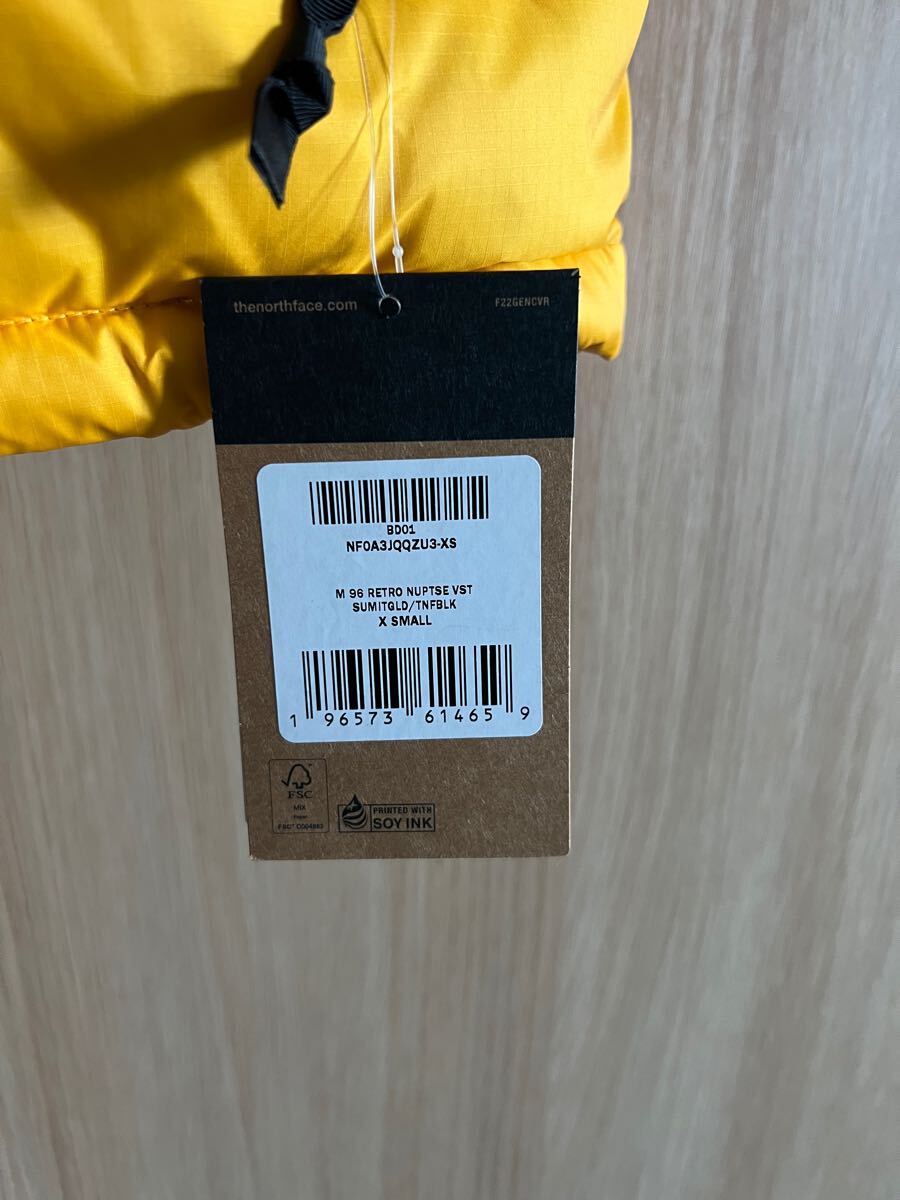 thenorthface.com
F22GENCVR
BD01
NF0A3JQQZU3-XS
M 96 RETRO NUPTSE VST
SUMITGLD/TNFBLK
X SMALL
1 96573 61465 9
FSC
MIX
Paper
PRINTED WITH
SOY INK